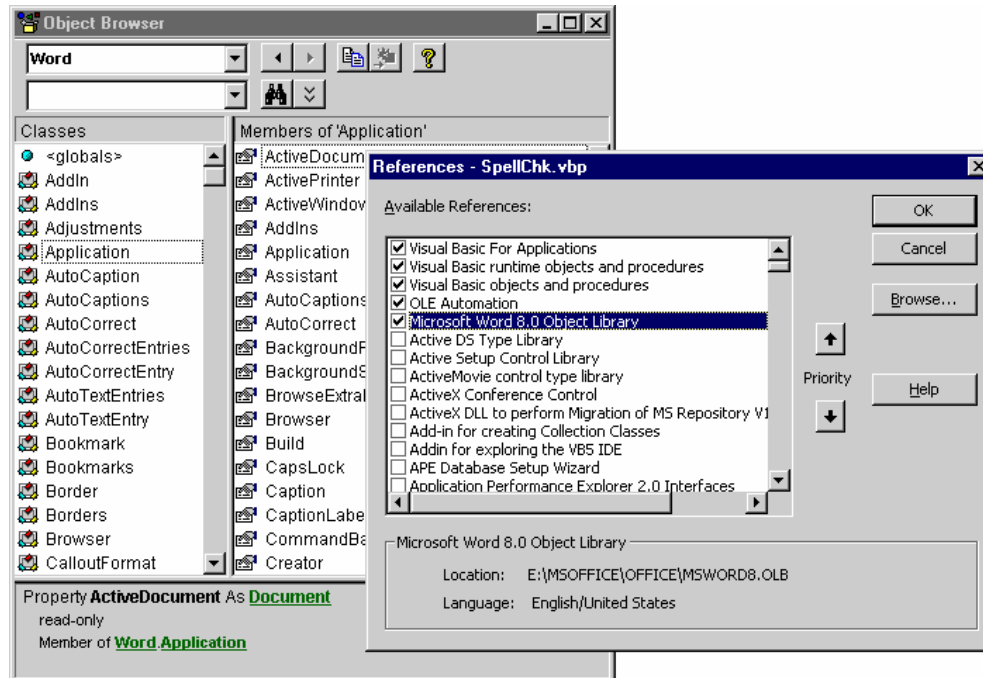 Object Browser
Word
Classes
Members of 'Application'
<globals>
AddIn
AddIns
Adjustments
Application
AutoCaption
AutoCaptions
AutoCorrect
AutoCorrectEntries
AutoCorrectEntry
AutoTextEntries
AutoTextEntry
Bookmark
Bookmarks
Border
Borders
Browser
CalloutFormat
ActiveDocum
ActivePrinter
ActiveWindov
AddIns
Application
Assistant
AutoCaptions
AutoCorrect
BackgroundP
BackgroundS
BrowseExtraI
Browser
Build
CapsLock
Caption
CaptionLabe
CommandBa
Creator
Property ActiveDocument As Document
read-only
Member of Word.Application
References - SpellChk.vbp
Available References:
Visual Basic For Applications
Visual Basic runtime objects and procedures
Visual Basic objects and procedures
OLE Automation
Microsoft Word 8.0 Object Library
Active DS Type Library
Active Setup Control Library
ActiveMovie control type library
ActiveX Conference Control
ActiveX DLL to perform Migration of MS Repository V1
Add-in for creating Collection Classes
Addin for exploring the VB5 IDE
APE Database Setup Wizard
Application Performance Explorer 2.0 Interfaces
OK
Cancel
Browse...
Priority
Help
Microsoft Word 8.0 Object Library
Location: E:\MSOFFICE\OFFICE\MSWORD8.OLB
Language: English/United States